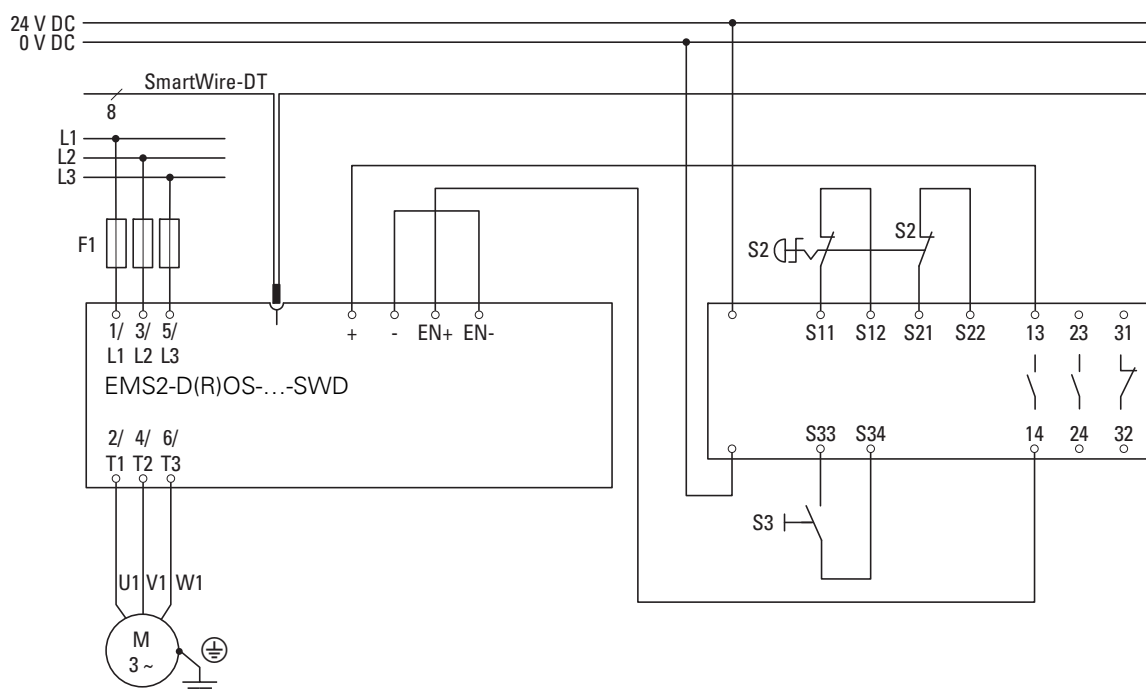 24 V DC
0 V DC
SmartWire-DT
8
L1
L2
L3
F1
S2
S2
1/ 3/ 5/
L1 L2 L3
+ - EN+ EN-
S11 S12 S21 S22 13 23 31
EMS2-D(R)OS-...-SWD
2/ 4/ 6/
T1 T2 T3
S33 S34 14 24 32
S3
U1 V1 W1
M
3 ~